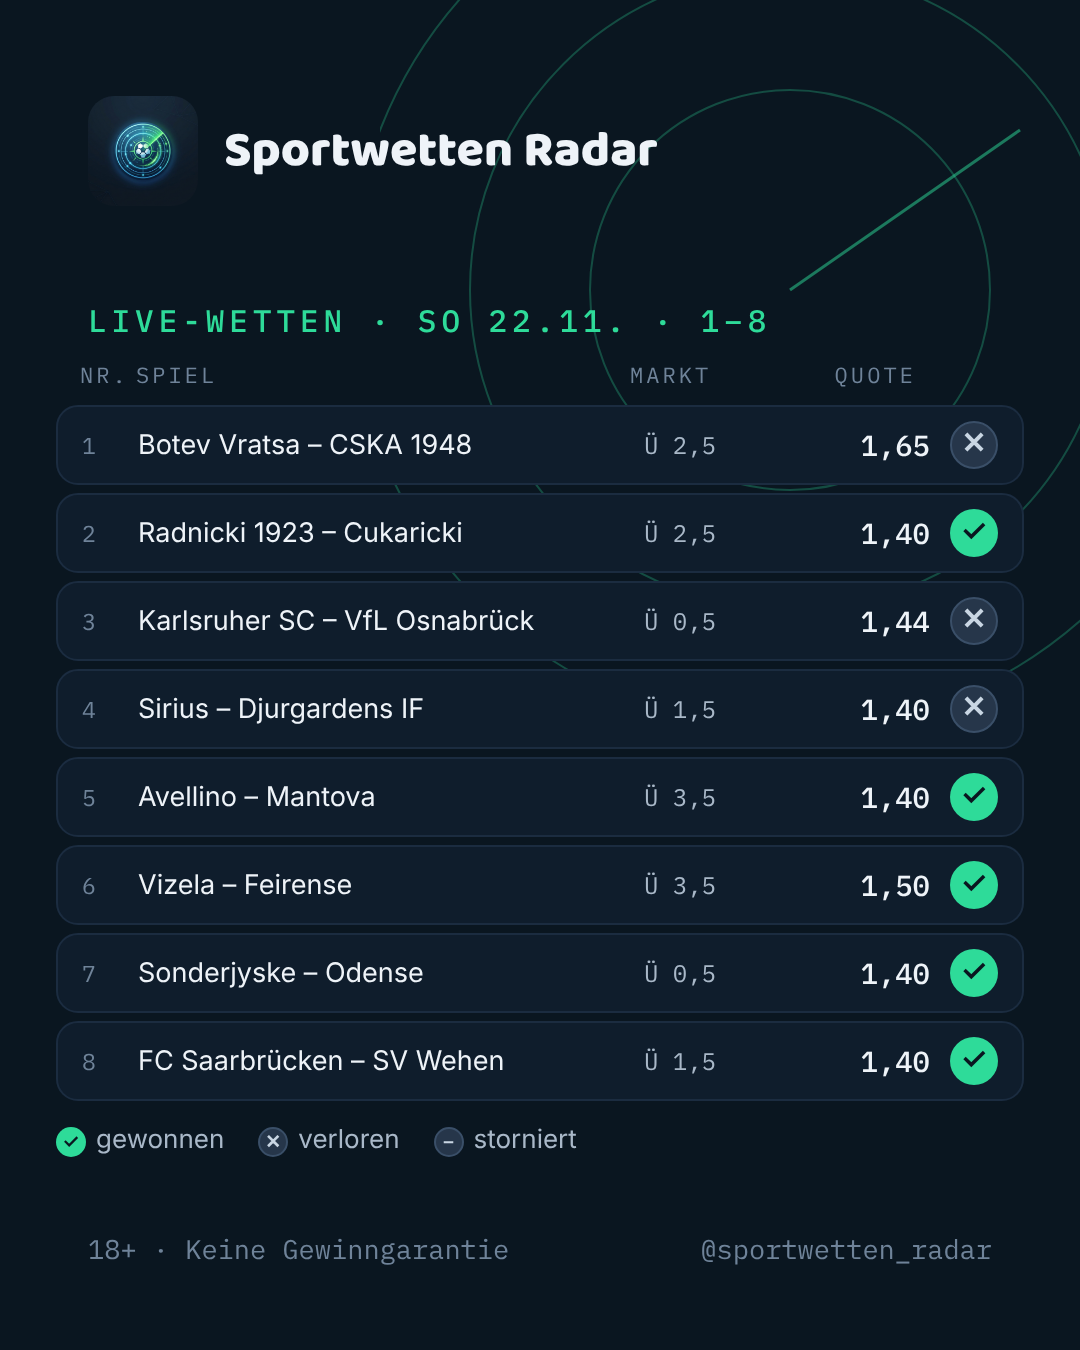 Sportwetten Radar
LIVE-WETTEN · SO 22.11. · 1–8
NR. SPIEL MARKT QUOTE
1 Botev Vratsa – CSKA 1948 Ü 2,5 1,65
2 Radnicki 1923 – Cukaricki Ü 2,5 1,40
3 Karlsruher SC – VfL Osnabrück Ü 0,5 1,44
4 Sirius – Djurgardens IF Ü 1,5 1,40
5 Avellino – Mantova Ü 3,5 1,40
6 Vizela – Feirense Ü 3,5 1,50
7 Sonderjyske – Odense Ü 0,5 1,40
8 FC Saarbrücken – SV Wehen Ü 1,5 1,40
gewonnen verloren storniert
18+ · Keine Gewinngarantie @sportwetten_radar